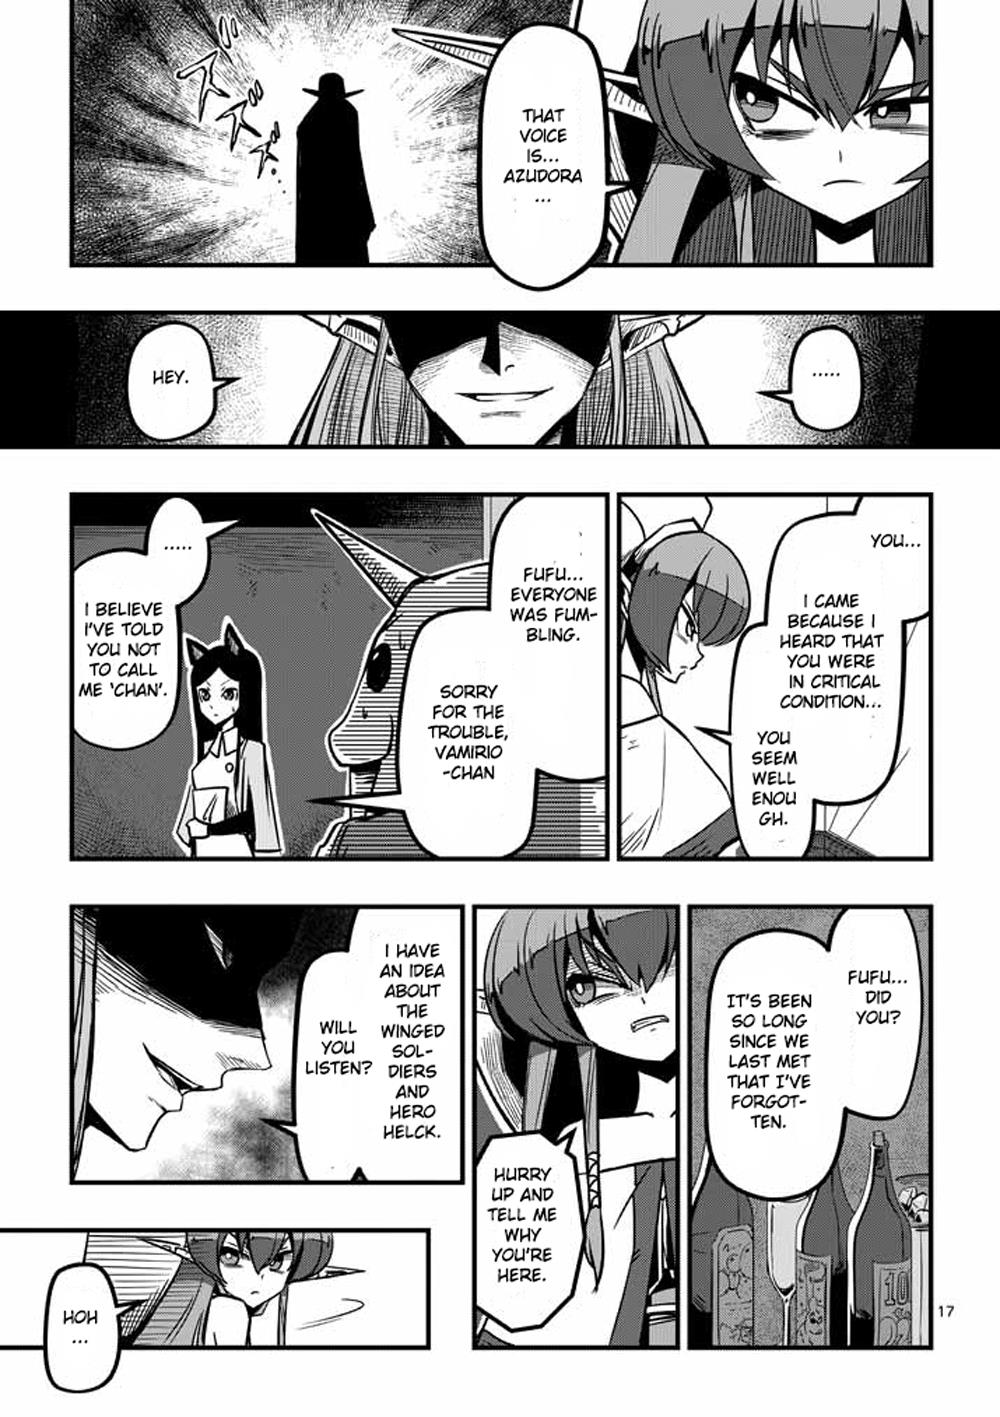 THAT
VOICE
IS...
AZUDORA
...
ズズズ
.....
HEY.
YOU...
I CAME
BECAUSE I
HEARD THAT
YOU WERE
IN CRITICAL
CONDITION...
YOU
SEEM
WELL
ENOU
GH.
FUFU...
EVERYONE
WAS FUM-
BLING.
SORRY
FOR THE
TROUBLE,
VAMIRIO
-CHAN
.....
I BELIEVE
I'VE TOLD
YOU NOT
TO CALL
ME 'CHAN'.
FUFU...
DID
YOU?
IT'S BEEN
SO LONG
SINCE WE
LAST MET
THAT I'VE
FORGOT-
TEN.
10
HURRY
UP AND
TELL ME
WHY
YOU'RE
HERE.
I HAVE
AN IDEA
ABOUT
THE
WINGED
SOL-
DIERS
AND
HERO
HELCK.
WILL
YOU
LISTEN?
HOH
...
17